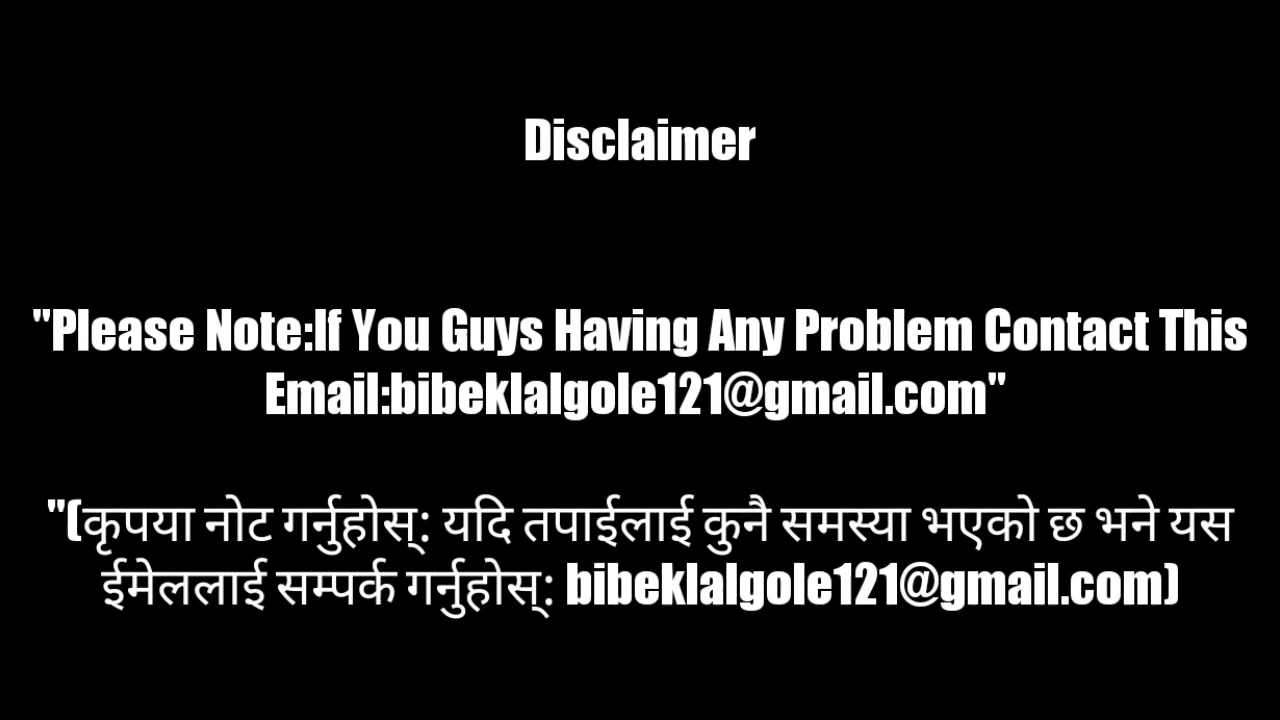 Disclaimer
"Please Note:If You Guys Having Any Problem Contact This
Email:bibeklalgole121@gmail.com"
"(कृपया नोट गर्नुहोस्: यदि तपाईलाई कुनै समस्या भएको छ भने यस
ईमेललाई सम्पर्क गर्नुहोस्: bibeklalgole121@gmail.com)